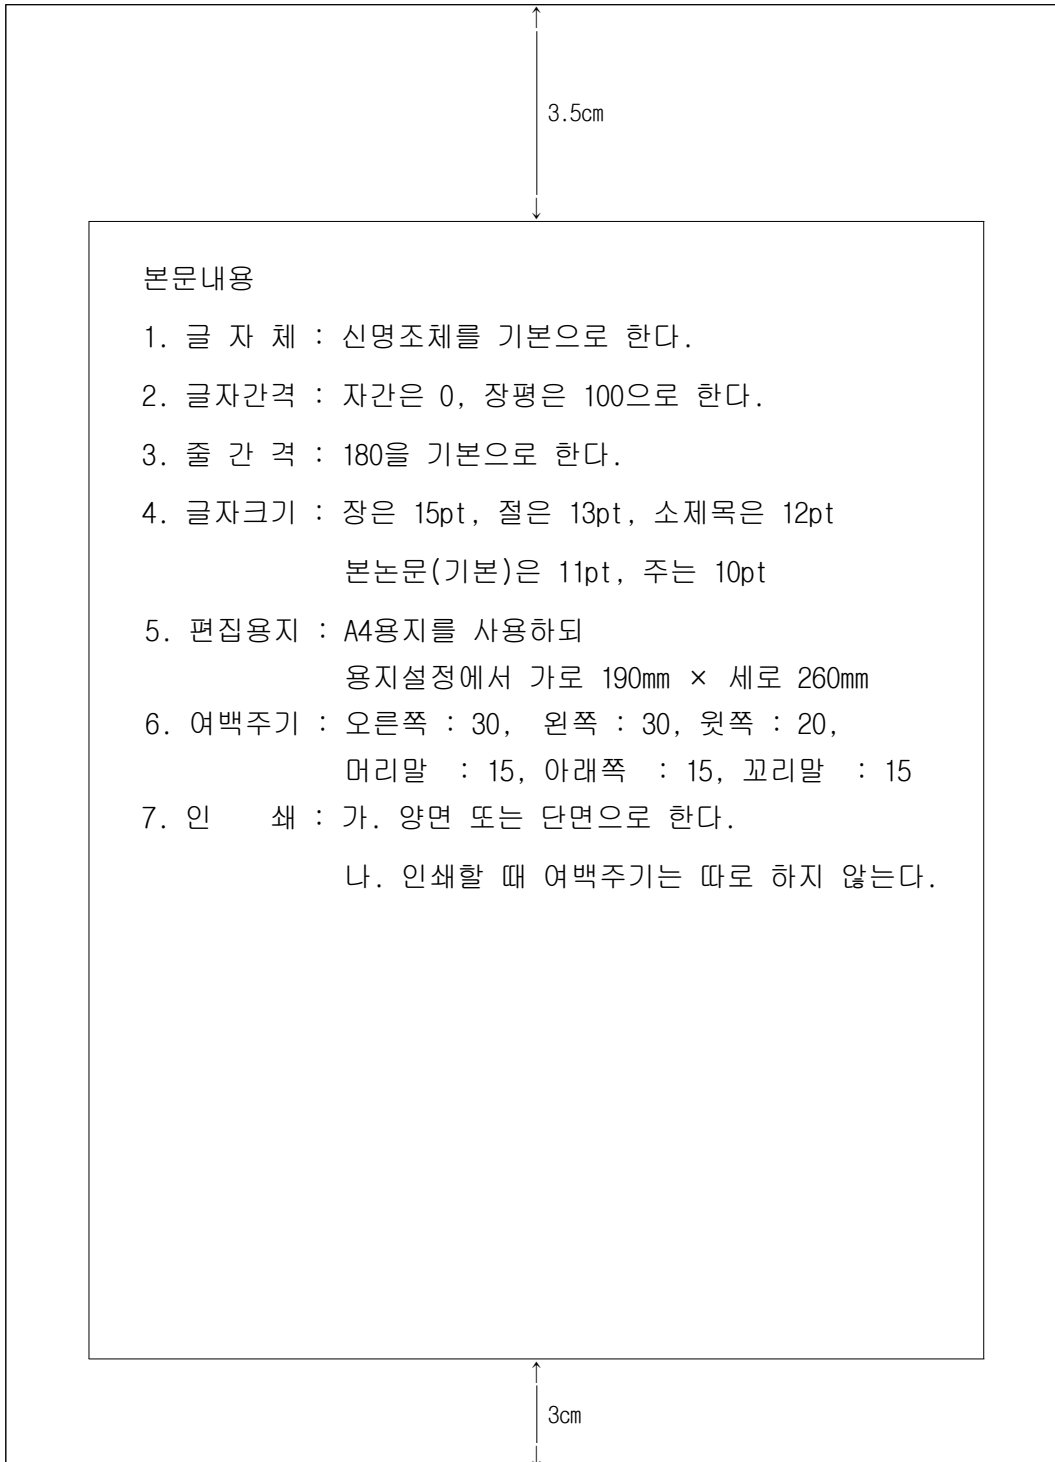 3.5cm
본문내용
1. 글 자 체 : 신명조체를 기본으로 한다.
2. 글자간격 : 자간은 0, 장평은 100으로 한다.
3. 줄 간 격 : 180을 기본으로 한다.
4. 글자크기 : 장은 15pt, 절은 13pt, 소제목은 12pt
본논문(기본)은 11pt, 주는 10pt
5. 편집용지 : A4용지를 사용하되
용지설정에서 가로 190㎜ × 세로 260㎜
6. 여백주기 : 오른쪽 : 30, 왼쪽 : 30, 윗쪽 : 20,
머리말 : 15, 아래쪽 : 15, 꼬리말 : 15
7. 인 쇄 : 가. 양면 또는 단면으로 한다.
나. 인쇄할 때 여백주기는 따로 하지 않는다.
3cm